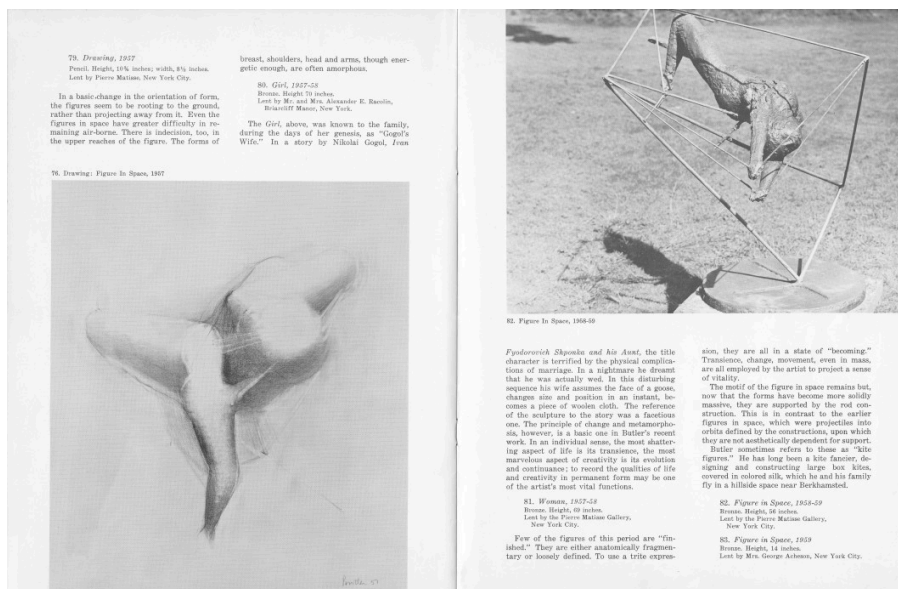 79. Drawing, 1957
Pencil. Height, 10⅝ inches; width, 8½ inches.
Lent by Pierre Matisse, New York City.
In a basic change in the orientation of form,
the figures seem to be rooting to the ground,
rather than projecting away from it. Even the
figures in space have greater difficulty in re-
maining air-borne. There is indecision, too, in
the upper reaches of the figure. The forms of
breast, shoulders, head and arms, though ener-
getic enough, are often amorphous.
80. Girl, 1957-58
Bronze. Height 70 inches.
Lent by Mr. and Mrs. Alexander E. Racolin,
Briarcliff Manor, New York.
The Girl, above, was known to the family,
during the days of her genesis, as "Gogol's
Wife." In a story by Nikolai Gogol, Ivan
76. Drawing: Figure In Space, 1957
82. Figure In Space, 1958-59
Fyodorovich Shponka and his Aunt, the title
character is terrified by the physical complica-
tions of marriage. In a nightmare he dreamt
that he was actually wed. In this disturbing
sequence his wife assumes the face of a goose,
changes size and position in an instant, be-
comes a piece of woolen cloth. The reference
of the sculpture to the story was a facetious
one. The principle of change and metamorpho-
sis, however, is a basic one in Butler's recent
work. In an individual sense, the most shatter-
ing aspect of life is its transience, the most
marvelous aspect of creativity is its evolution
and continuance; to record the qualities of life
and creativity in permanent form may be one
of the artist's most vital functions.
81. Woman, 1957-58
Bronze. Height, 69 inches.
Lent by the Pierre Matisse Gallery,
New York City.
Few of the figures of this period are "fin-
ished." They are either anatomically fragmen-
tary or loosely defined. To use a trite expres-
sion, they are all in a state of "becoming."
Transience, change, movement, even in mass,
are all employed by the artist to project a sense
of vitality.
The motif of the figure in space remains but,
now that the forms have become more solidly
massive, they are supported by the rod con-
struction. This is in contrast to the earlier
figures in space, which were projectiles into
orbits defined by the constructions, upon which
they are not aesthetically dependent for support.
Butler sometimes refers to these as "kite
figures." He has long been a kite fancier, de-
signing and constructing large box kites,
covered in colored silk, which he and his family
fly in a hillside space near Berkhamsted.
82. Figure in Space, 1958-59
Bronze. Height, 56 inches.
Lent by the Pierre Matisse Gallery,
New York City.
83. Figure in Space, 1959
Bronze. Height, 14 inches.
Lent by Mrs. George Acheson, New York City.